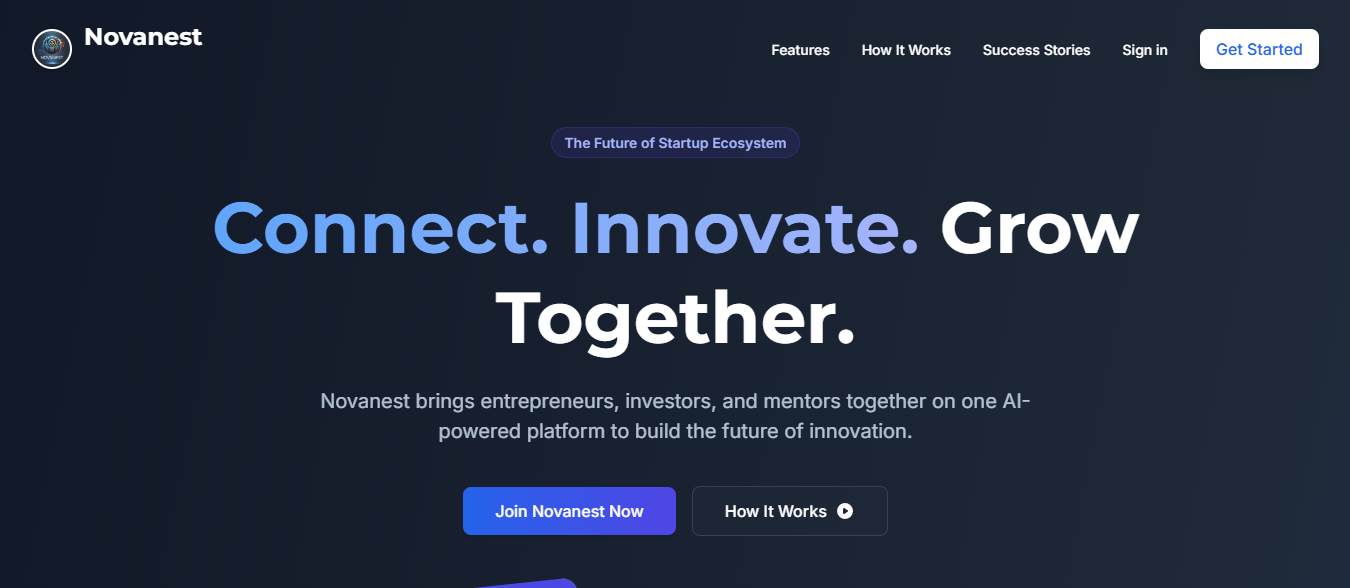 Novanest
Features
How It Works
Success Stories
Sign in
Get Started
The Future of Startup Ecosystem
Connect. Innovate. Grow
Together.
Novanest brings entrepreneurs, investors, and mentors together on one AI-
powered platform to build the future of innovation.
Join Novanest Now
How It Works